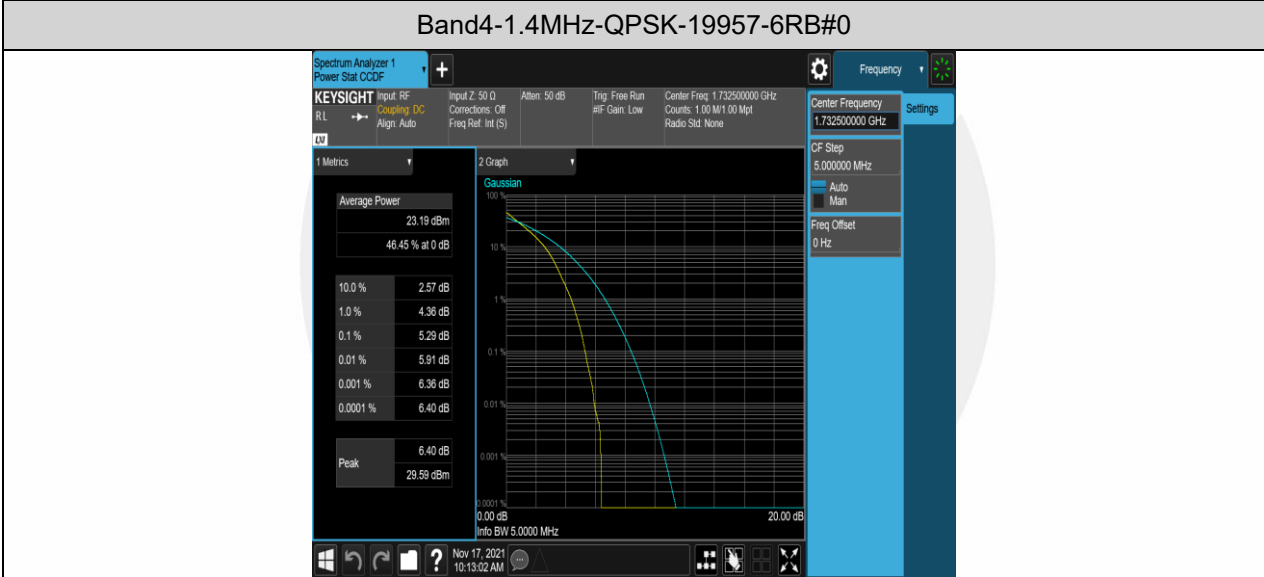 Band4-1.4MHz-QPSK-19957-6RB#0
Spectrum Analyzer 1
Power Stat CCDF
+
Frequency
KEYSIGHT
RL
LXI
Input: RF
Coupling: DC
Align: Auto
Input Z: 50 Ω
Corrections: Off
Freq Ref: Int (S)
Atten: 50 dB
Trig: Free Run
#IF Gain: Low
Center Freq: 1.732500000 GHz
Counts: 1.00 M/1.00 Mpt
Radio Std: None
Center Frequency
1.732500000 GHz
Settings
CF Step
5.000000 MHz
Auto
Man
Freq Offset
0 Hz
1 Metrics
Average Power
23.19 dBm
46.45 % at 0 dB
10.0 % 2.57 dB
1.0 % 4.36 dB
0.1 % 5.29 dB
0.01 % 5.91 dB
0.001 % 6.36 dB
0.0001 % 6.40 dB
Peak
6.40 dB
29.59 dBm
2 Graph
Gaussian
100 %
10 %
1 %
0.1 %
0.01 %
0.001 %
0.0001 %
0.00 dB 20.00 dB
Info BW 5.0000 MHz
?
Nov 17, 2021
10:13:02 AM